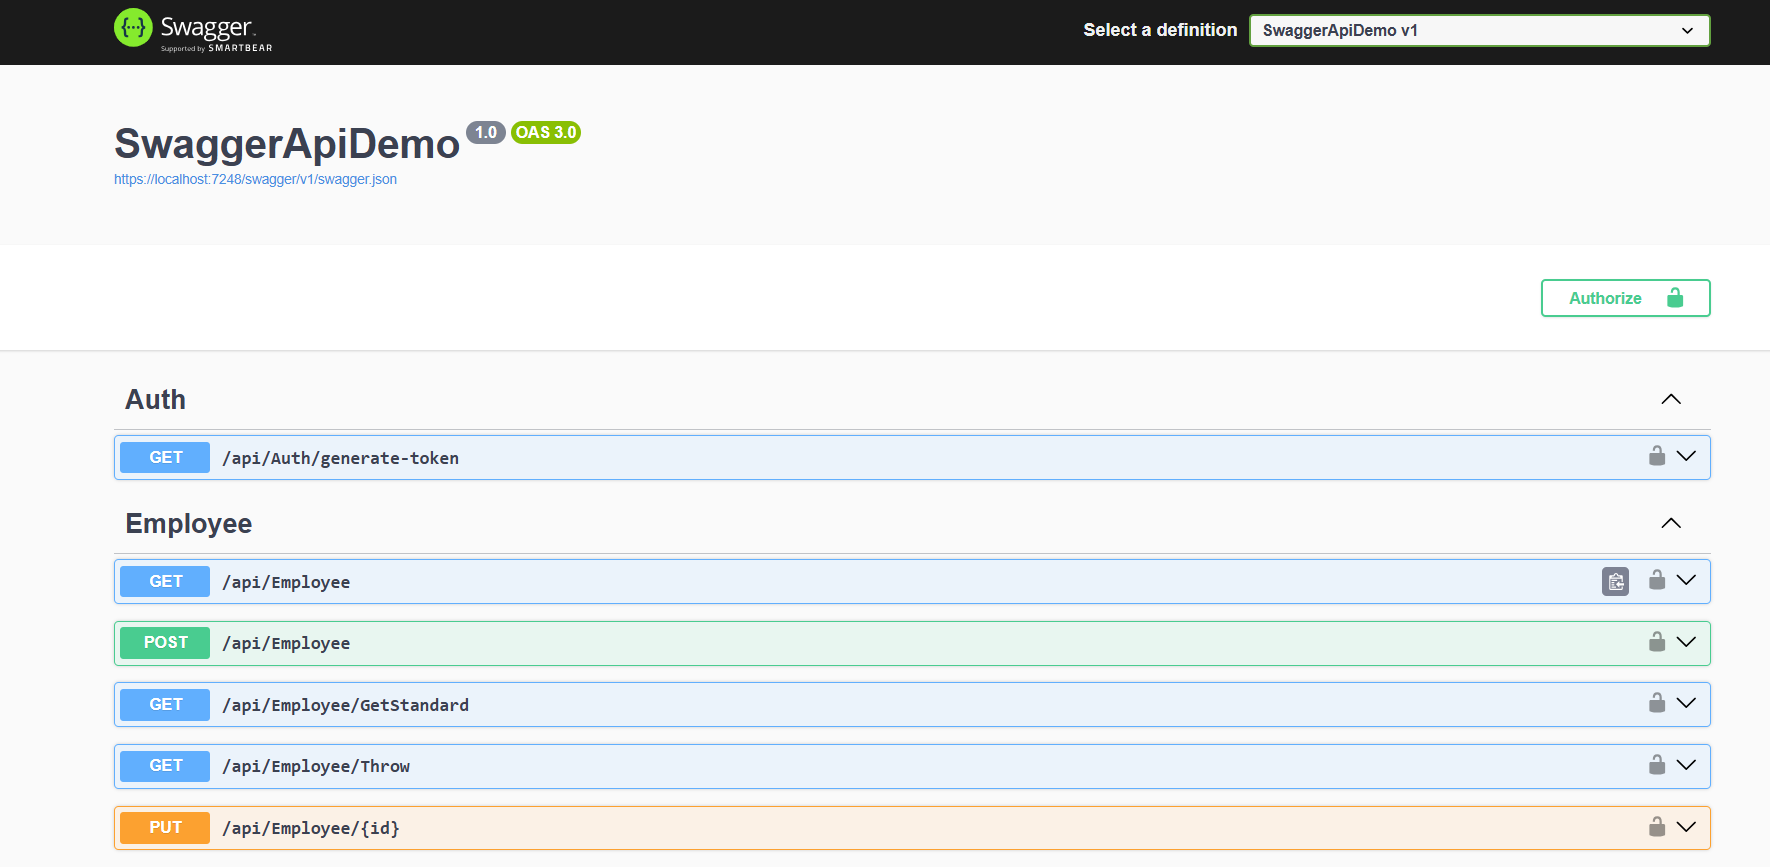 Swagger
Supported by SMARTBEAR
Select a definition
SwaggerApiDemo v1
SwaggerApiDemo 1.0 OAS 3.0
https://localhost:7248/swagger/v1/swagger.json
Authorize
Auth
GET /api/Auth/generate-token
Employee
GET /api/Employee
POST /api/Employee
GET /api/Employee/GetStandard
GET /api/Employee/Throw
PUT /api/Employee/{id}